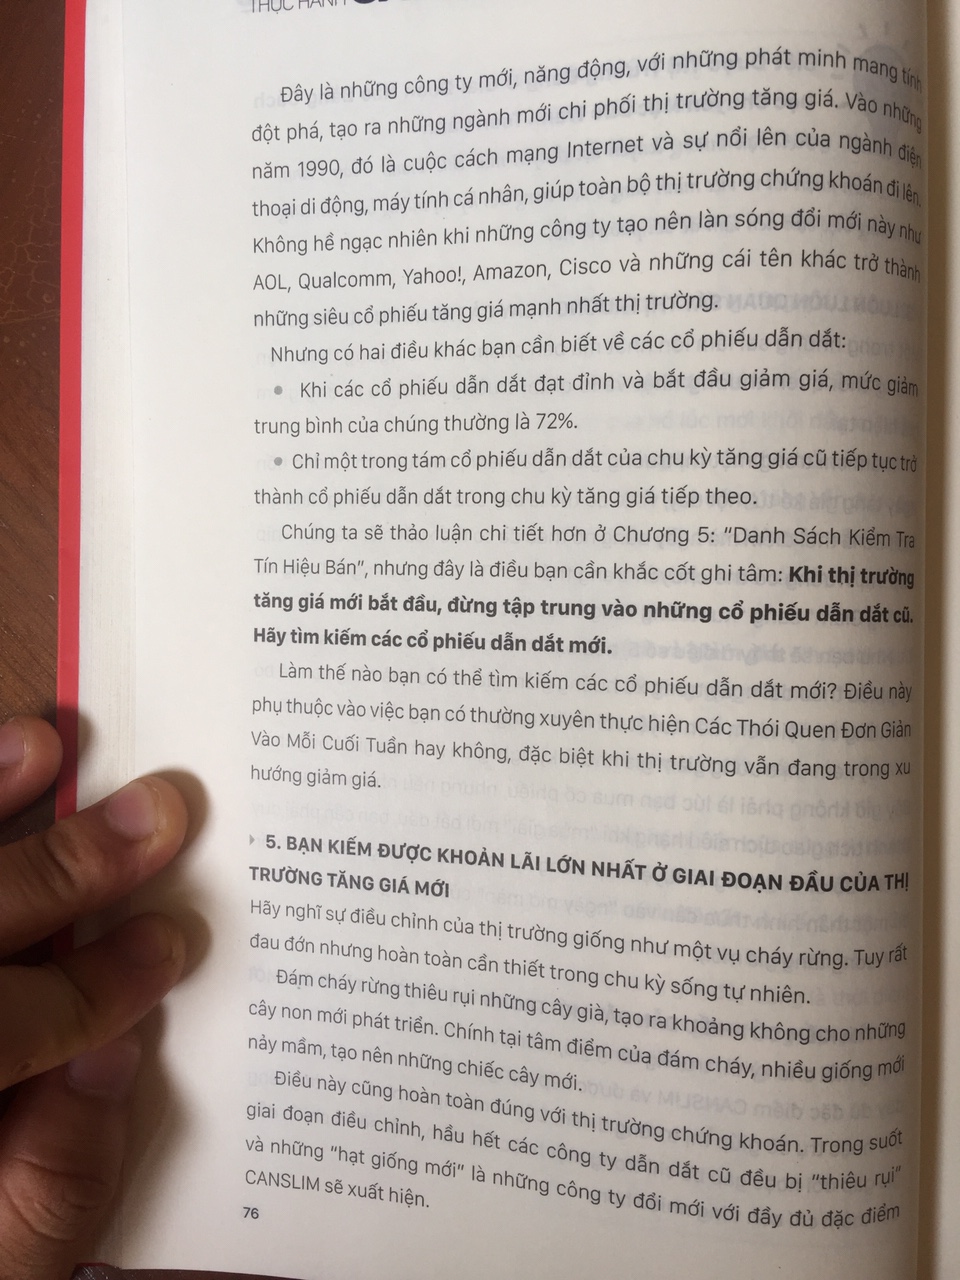 THỰC HÀNH
Đây là những công ty mới, năng động, với những phát minh mang tính
đột phá, tạo ra những ngành mới chi phối thị trường tăng giá. Vào những
năm 1990, đó là cuộc cách mạng Internet và sự nổi lên của ngành điện
thoại di động, máy tính cá nhân, giúp toàn bộ thị trường chứng khoán đi lên.
Không hề ngạc nhiên khi những công ty tạo nên làn sóng đổi mới này như
AOL, Qualcomm, Yahoo!, Amazon, Cisco và những cái tên khác trở thành
những siêu cổ phiếu tăng giá mạnh nhất thị trường.
Nhưng có hai điều khác bạn cần biết về các cổ phiếu dẫn dắt:
• Khi các cổ phiếu dẫn dắt đạt đỉnh và bắt đầu giảm giá, mức giảm
trung bình của chúng thường là 72%.
• Chỉ một trong tám cổ phiếu dẫn dắt của chu kỳ tăng giá cũ tiếp tục trở
thành cổ phiếu dẫn dắt trong chu kỳ tăng giá tiếp theo.
Chúng ta sẽ thảo luận chi tiết hơn ở Chương 5: “Danh Sách Kiểm Tra
Tín Hiệu Bán”, nhưng đây là điều bạn cần khắc cốt ghi tâm: Khi thị trường
tăng giá mới bắt đầu, đừng tập trung vào những cổ phiếu dẫn dắt cũ.
Hãy tìm kiếm các cổ phiếu dẫn dắt mới.
Làm thế nào bạn có thể tìm kiếm các cổ phiếu dẫn dắt mới? Điều này
phụ thuộc vào việc bạn có thường xuyên thực hiện Các Thói Quen Đơn Giản
Vào Mỗi Cuối Tuần hay không, đặc biệt khi thị trường vẫn đang trong xu
hướng giảm giá.
5. BẠN KIẾM ĐƯỢC KHOẢN LÃI LỚN NHẤT Ở GIAI ĐOẠN ĐẦU CỦA THỊ
TRƯỜNG TĂNG GIÁ MỚI
Hãy nghĩ sự điều chỉnh của thị trường giống như một vụ cháy rừng. Tuy rất
đau đớn nhưng hoàn toàn cần thiết trong chu kỳ sống tự nhiên.
Đám cháy rừng thiêu rụi những cây già, tạo ra khoảng không cho những
cây non mới phát triển. Chính tại tâm điểm của đám cháy, nhiều giống mới
nảy mầm, tạo nên những chiếc cây mới.
Điều này cũng hoàn toàn đúng với thị trường chứng khoán. Trong suốt
giai đoạn điều chỉnh, hầu hết các công ty dẫn dắt cũ đều bị “thiêu rụi”
và những “hạt giống mới” là những công ty đổi mới với đầy đủ đặc điểm
CANSLIM sẽ xuất hiện.
76